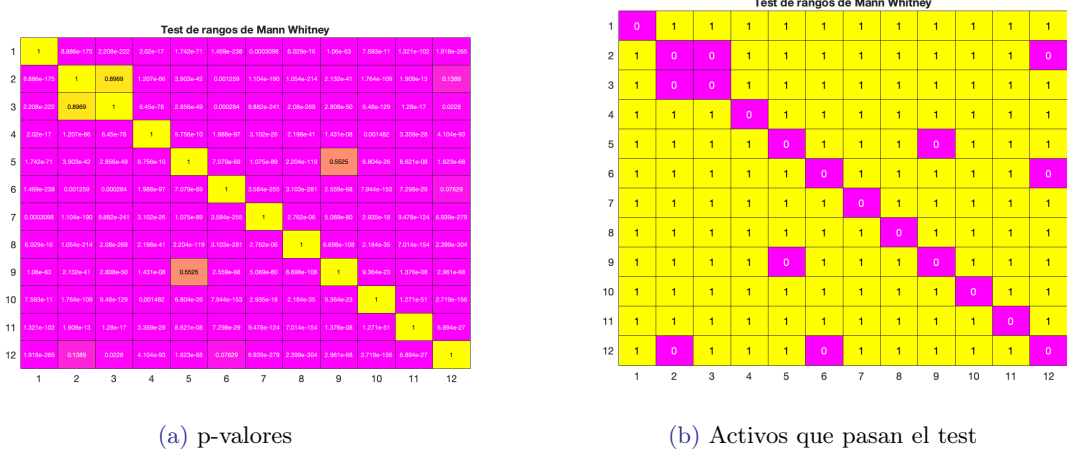 Test de rangos de Mann Whitney
1 1 8.886e-175 2.208e-222 2.02e-17 1.742e-71 1.469e-238 0.0003098 6.029e-16 1.06e-63 7.593e-11 1.321e-102 1.918e-265
2 8.886e-175 1 0.8969 1.207e-66 3.903e-42 0.001259 1.104e-190 1.054e-214 2.132e-41 1.764e-109 1.909e-13 0.1389
3 2.208e-222 0.8969 1 6.45e-78 2.856e-49 0.000284 9.882e-241 2.08e-269 2.808e-50 9.48e-129 1.28e-17 0.0228
4 2.02e-17 1.207e-66 6.45e-78 1 9.756e-10 1.988e-97 3.102e-26 2.198e-41 1.431e-08 0.001482 3.359e-28 4.104e-93
5 1.742e-71 3.903e-42 2.856e-49 9.756e-10 1 7.079e-69 1.075e-89 2.204e-119 0.5525 6.804e-26 8.621e-08 1.623e-68
6 1.469e-238 0.001259 0.000284 1.988e-97 7.079e-69 1 3.584e-255 3.103e-281 2.559e-68 7.944e-153 7.298e-29 0.07629
7 0.0003098 1.104e-190 9.882e-241 3.102e-26 1.075e-89 3.584e-255 1 2.762e-06 5.069e-80 2.935e-18 9.478e-124 6.939e-279
8 6.029e-16 1.054e-214 2.08e-269 2.198e-41 2.204e-119 3.103e-281 2.762e-06 1 6.698e-108 2.184e-35 7.014e-154 2.399e-304
9 1.06e-63 2.132e-41 2.808e-50 1.431e-08 0.5525 2.559e-68 5.069e-80 6.698e-108 1 9.364e-23 1.376e-08 2.961e-68
10 7.593e-11 1.764e-109 9.48e-129 0.001482 6.804e-26 7.944e-153 2.935e-18 2.184e-35 9.364e-23 1 1.271e-51 2.719e-156
11 1.321e-102 1.909e-13 1.28e-17 3.359e-28 8.621e-08 7.298e-29 9.478e-124 7.014e-154 1.376e-08 1.271e-51 1 6.894e-27
12 1.918e-265 0.1389 0.0228 4.104e-93 1.623e-68 0.07629 6.939e-279 2.399e-304 2.961e-68 2.719e-156 6.894e-27 1
1 2 3 4 5 6 7 8 9 10 11 12
(a) p-valores
Test de rangos de Mann Whitney
1 0 1 1 1 1 1 1 1 1 1 1 1
2 1 0 0 1 1 1 1 1 1 1 1 0
3 1 0 0 1 1 1 1 1 1 1 1 1
4 1 1 1 0 1 1 1 1 1 1 1 1
5 1 1 1 1 0 1 1 1 0 1 1 1
6 1 1 1 1 1 0 1 1 1 1 1 0
7 1 1 1 1 1 1 0 1 1 1 1 1
8 1 1 1 1 1 1 1 0 1 1 1 1
9 1 1 1 1 0 1 1 1 0 1 1 1
10 1 1 1 1 1 1 1 1 1 0 1 1
11 1 1 1 1 1 1 1 1 1 1 0 1
12 1 0 1 1 1 0 1 1 1 1 1 0
1 2 3 4 5 6 7 8 9 10 11 12
(b) Activos que pasan el test